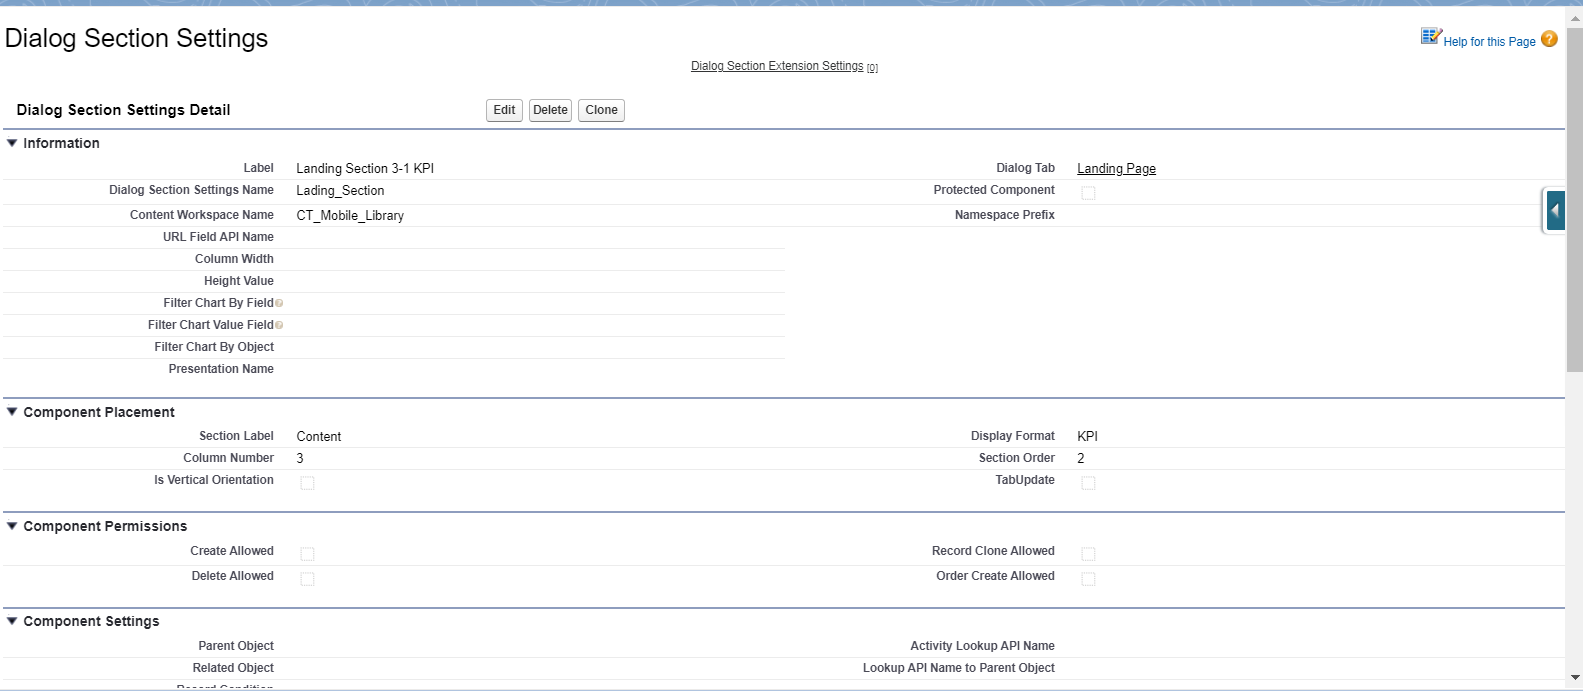 Dialog Section Settings
Help for this Page ?
Dialog Section Extension Settings [0]
Dialog Section Settings Detail Edit Delete Clone
Information
Label Landing Section 3-1 KPI Dialog Tab Landing Page
Dialog Section Settings Name Lading_Section Protected Component
Content Workspace Name CT_Mobile_Library Namespace Prefix
URL Field API Name
Column Width
Height Value
Filter Chart By Field ?
Filter Chart Value Field ?
Filter Chart By Object
Presentation Name
Component Placement
Section Label Content Display Format KPI
Column Number 3 Section Order 2
Is Vertical Orientation TabUpdate
Component Permissions
Create Allowed Record Clone Allowed
Delete Allowed Order Create Allowed
Component Settings
Parent Object Activity Lookup API Name
Related Object Lookup API Name to Parent Object
Record Condition